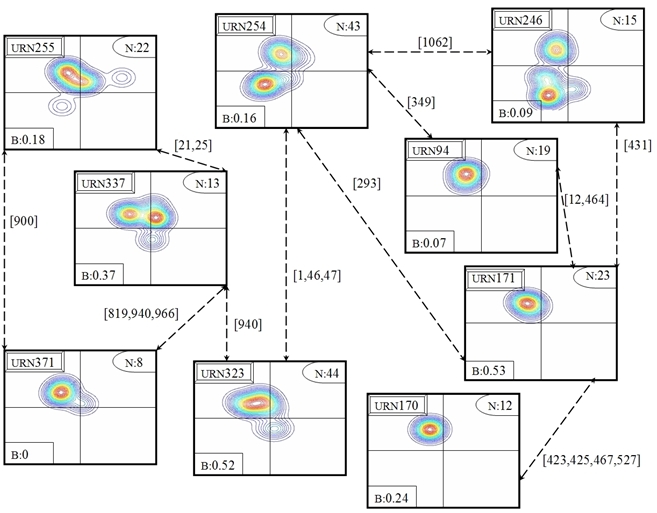 URN255 N:22
B:0.18
URN254 N:43
B:0.16
URN246 N:15
B:0.09
[1062]
[349]
[21,25]
URN337 N:13
B:0.37
URN94 N:19
B:0.07
[431]
[293]
[12,464]
[900]
[1,46,47]
[819,940,966]
[940]
URN171 N:23
B:0.53
URN371 N:8
B:0
URN323 N:44
B:0.52
URN170 N:12
B:0.24
[423,425,467,527]